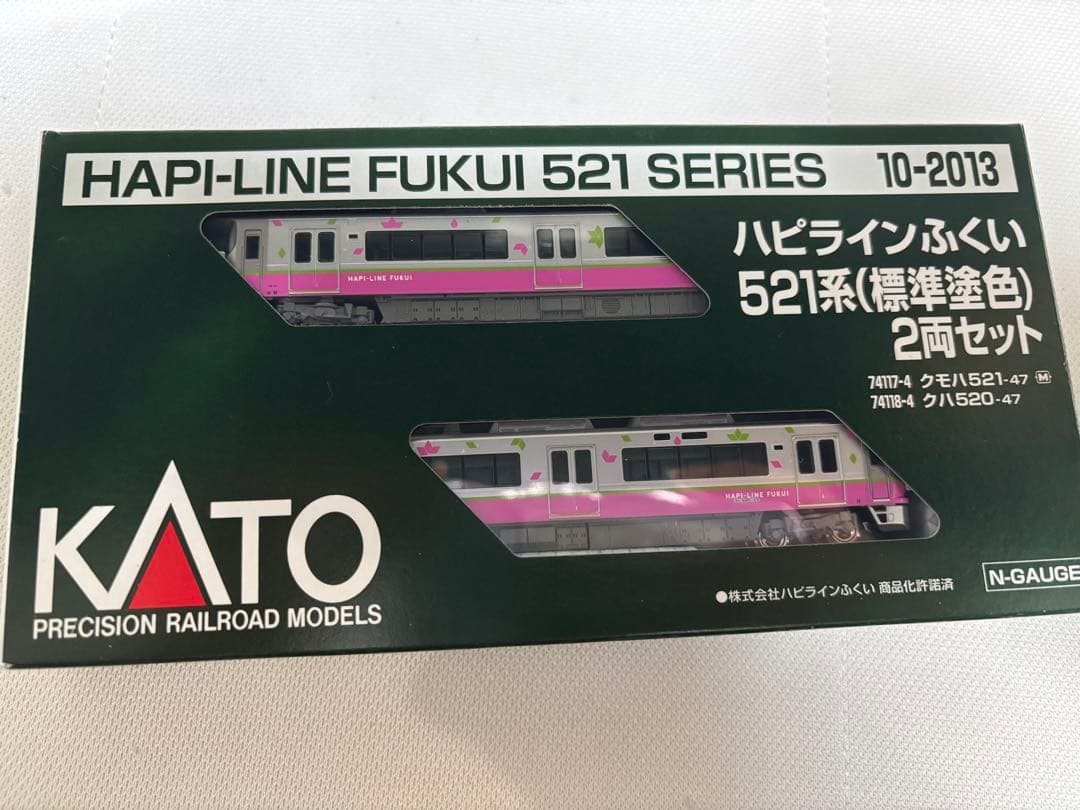 HAPI-LINE FUKUI 521 SERIES 10-2013
ハピラインふくい
521系(標準塗色)
2両セット
74117-4 クモハ521-47 M
74118-4 クハ520-47
HAPI-LINE FUKUI
HAPI-LINE FUKUI
KATO
PRECISION RAILROAD MODELS
●株式会社ハピラインふくい 商品化許諾済
N-GAUGE